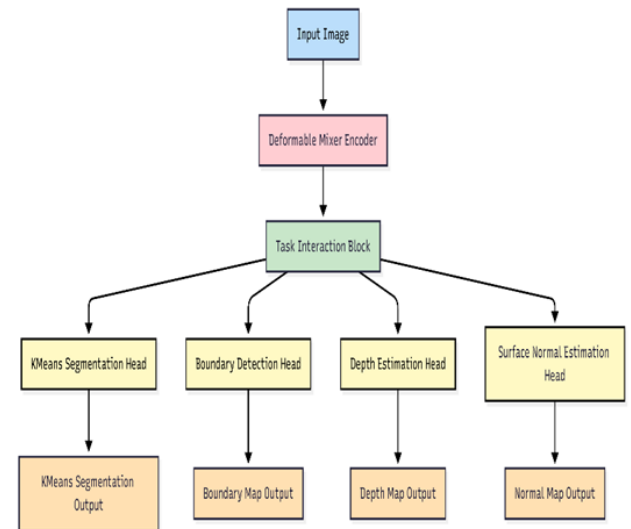 Input Image
Deformable Mixer Encoder
Task Interaction Block
KMeans Segmentation Head
Boundary Detection Head
Depth Estimation Head
Surface Normal Estimation
Head
KMeans Segmentation
Output
Boundary Map Output
Depth Map Output
Normal Map Output